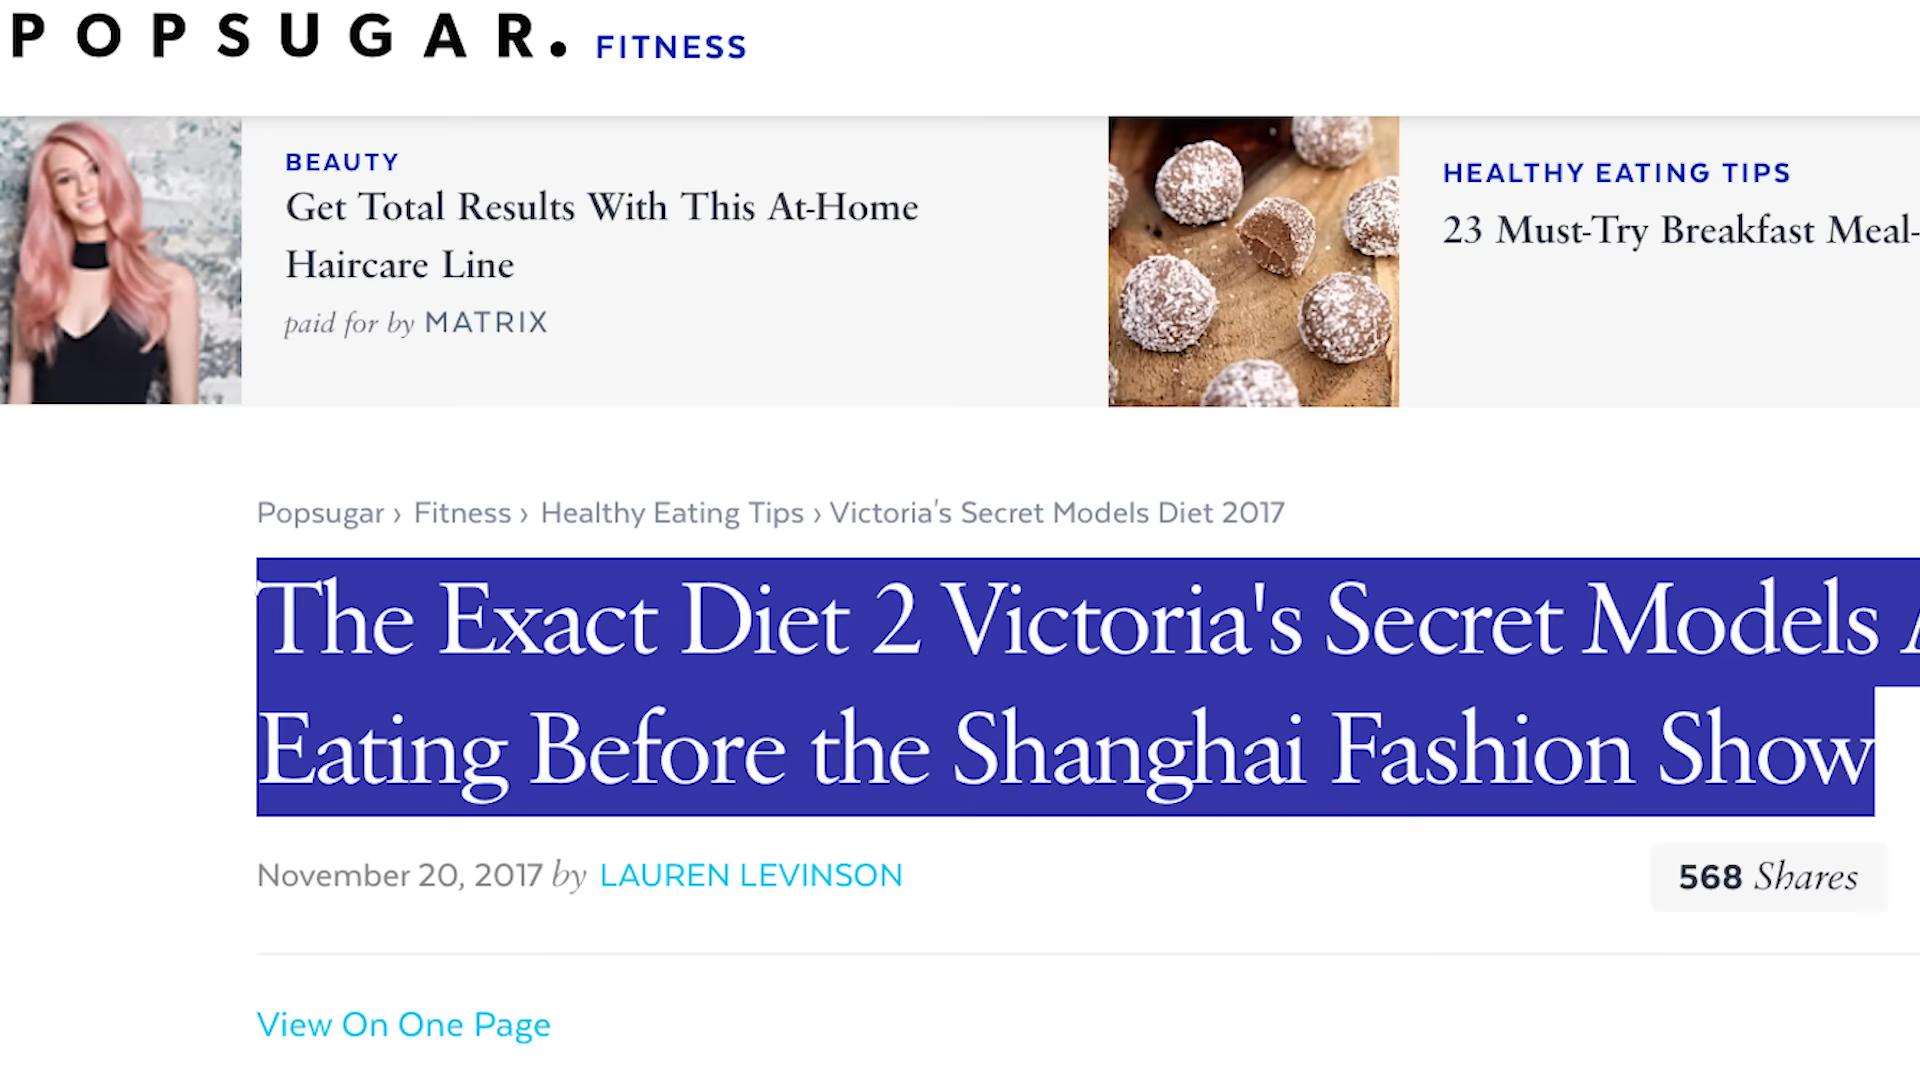 POPSUGAR. FITNESS
BEAUTY
Get Total Results With This At-Home
Haircare Line
paid for by MATRIX
HEALTHY EATING TIPS
23 Must-Try Breakfast Meal-
Popsugar › Fitness › Healthy Eating Tips › Victoria's Secret Models Diet 2017
The Exact Diet 2 Victoria's Secret Models
Eating Before the Shanghai Fashion Show
November 20, 2017 by LAUREN LEVINSON
568 Shares
View On One Page